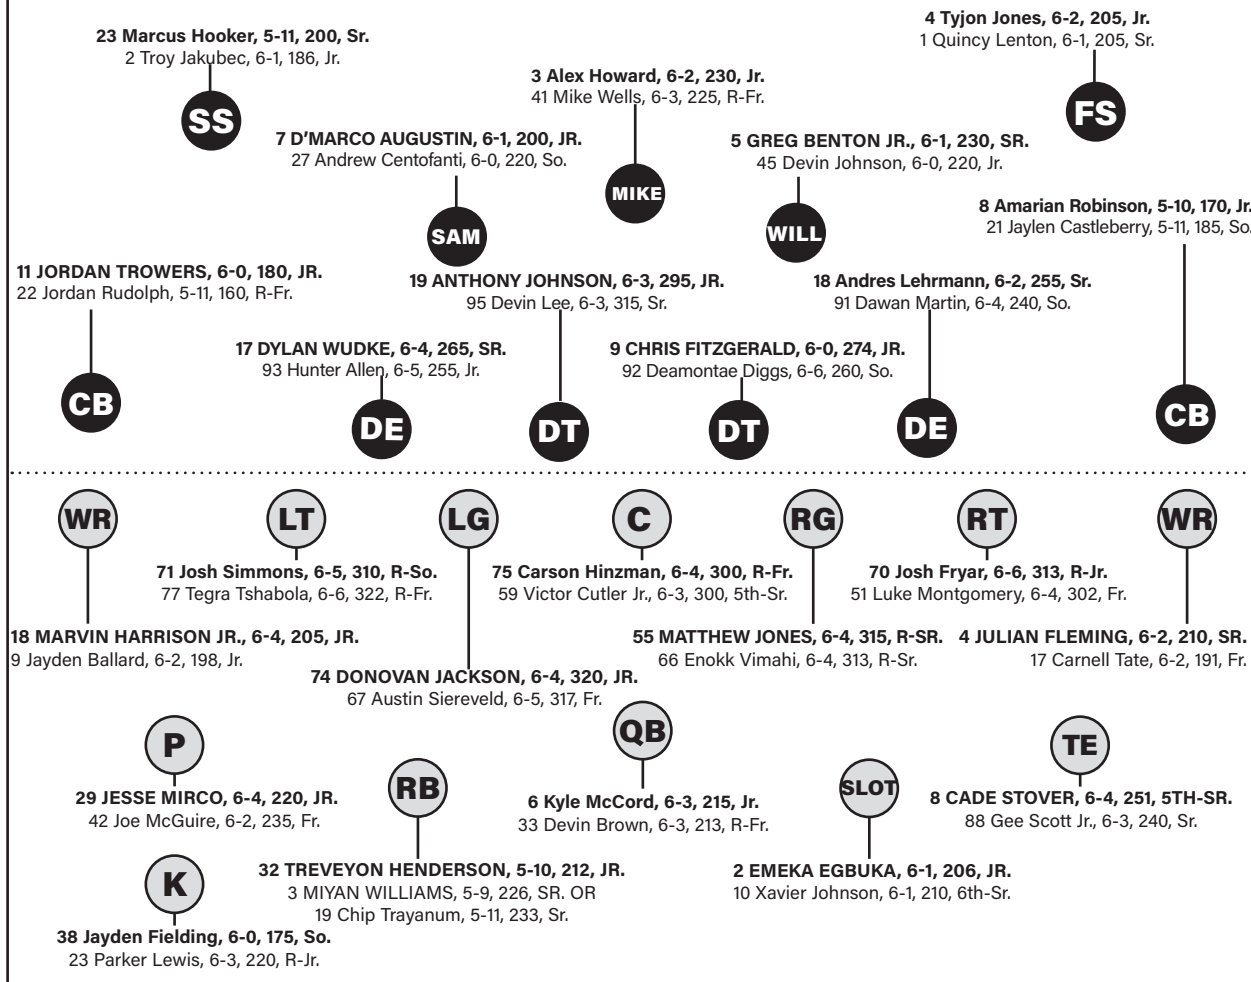 4 Tyjon Jones, 6-2, 205, Jr.
1 Quincy Lenton, 6-1, 205, Sr.
FS
23 Marcus Hooker, 5-11, 200, Sr.
2 Troy Jakubec, 6-1, 186, Jr.
SS
3 Alex Howard, 6-2, 230, Jr.
41 Mike Wells, 6-3, 225, R-Fr.
MIKE
7 D'MARCO AUGUSTIN, 6-1, 200, JR.
27 Andrew Centofanti, 6-0, 220, So.
SAM
5 GREG BENTON JR., 6-1, 230, SR.
45 Devin Johnson, 6-0, 220, Jr.
WILL
8 Amarian Robinson, 5-10, 170, Jr.
21 Jaylen Castleberry, 5-11, 185, So.
CB
11 JORDAN TROWERS, 6-0, 180, JR.
22 Jordan Rudolph, 5-11, 160, R-Fr.
CB
19 ANTHONY JOHNSON, 6-3, 295, JR.
95 Devin Lee, 6-3, 315, Sr.
DT
18 Andres Lehrmann, 6-2, 255, Sr.
91 Dawan Martin, 6-4, 240, So.
DE
17 DYLAN WUDKE, 6-4, 265, SR.
93 Hunter Allen, 6-5, 255, Jr.
DE
9 CHRIS FITZGERALD, 6-0, 274, JR.
92 Deamontae Diggs, 6-6, 260, So.
DT
WR
18 MARVIN HARRISON JR., 6-4, 205, JR.
9 Jayden Ballard, 6-2, 198, Jr.
LT
71 Josh Simmons, 6-5, 310, R-So.
77 Tegra Tshabola, 6-6, 322, R-Fr.
LG
74 DONOVAN JACKSON, 6-4, 320, JR.
67 Austin Siereveld, 6-5, 317, Fr.
C
75 Carson Hinzman, 6-4, 300, R-Fr.
59 Victor Cutler Jr., 6-3, 300, 5th-Sr.
RG
55 MATTHEW JONES, 6-4, 315, R-SR.
66 Enokk Vimahi, 6-4, 313, R-Sr.
RT
70 Josh Fryar, 6-6, 313, R-Jr.
51 Luke Montgomery, 6-4, 302, Fr.
WR
4 JULIAN FLEMING, 6-2, 210, SR.
17 Carnell Tate, 6-2, 191, Fr.
P
29 JESSE MIRCO, 6-4, 220, JR.
42 Joe McGuire, 6-2, 235, Fr.
RB
32 TREVEYON HENDERSON, 5-10, 212, JR.
3 MIYAN WILLIAMS, 5-9, 226, SR. OR
19 Chip Trayanum, 5-11, 233, Sr.
QB
6 Kyle McCord, 6-3, 215, Jr.
33 Devin Brown, 6-3, 213, R-Fr.
SLOT
2 EMEKA EGBUKA, 6-1, 206, JR.
10 Xavier Johnson, 6-1, 210, 6th-Sr.
TE
8 CADE STOVER, 6-4, 251, 5TH-SR.
88 Gee Scott Jr., 6-3, 240, Sr.
K
38 Jayden Fielding, 6-0, 175, So.
23 Parker Lewis, 6-3, 220, R-Jr.